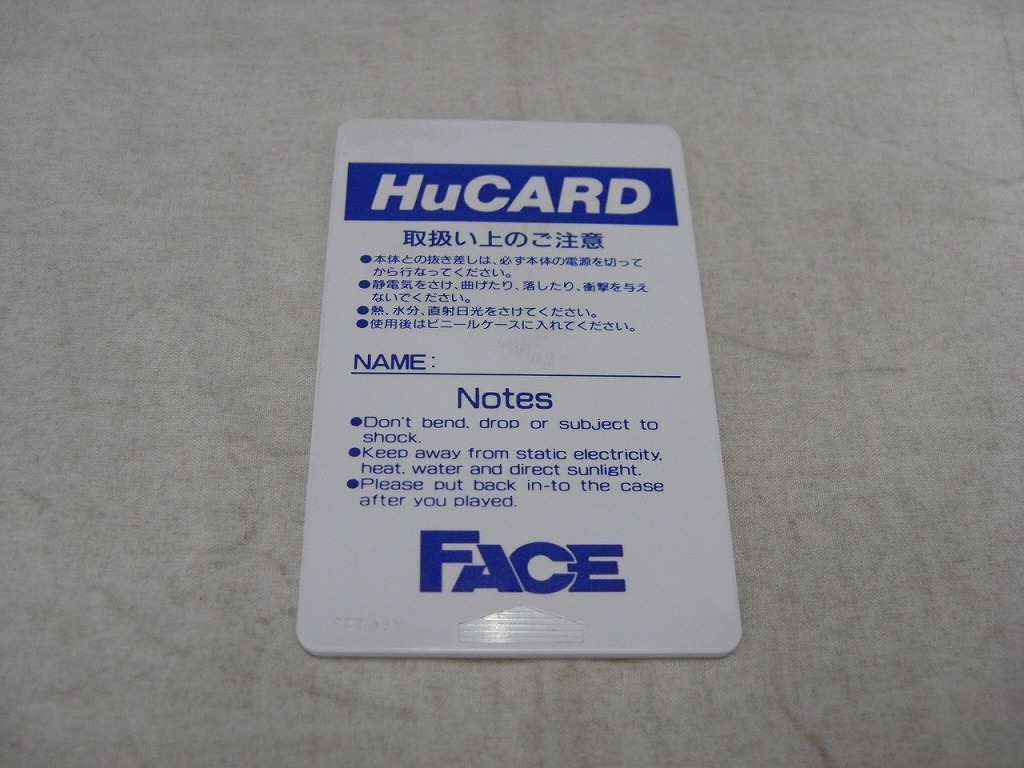 HuCARD
取扱い上のご注意
●本体との抜き差しは、必ず本体の電源を切って
から行なってください。
●静電気をさけ、曲げたり、落したり、衝撃を与え
ないでください。
●熱、水分、直射日光をさけてください。
●使用後はビニールケースに入れてください。
NAME:
Notes
●Don't bend, drop or subject to
shock.
●Keep away from static electricity,
heat, water and direct sunlight.
●Please put back in-to the case
after you played.
FACE